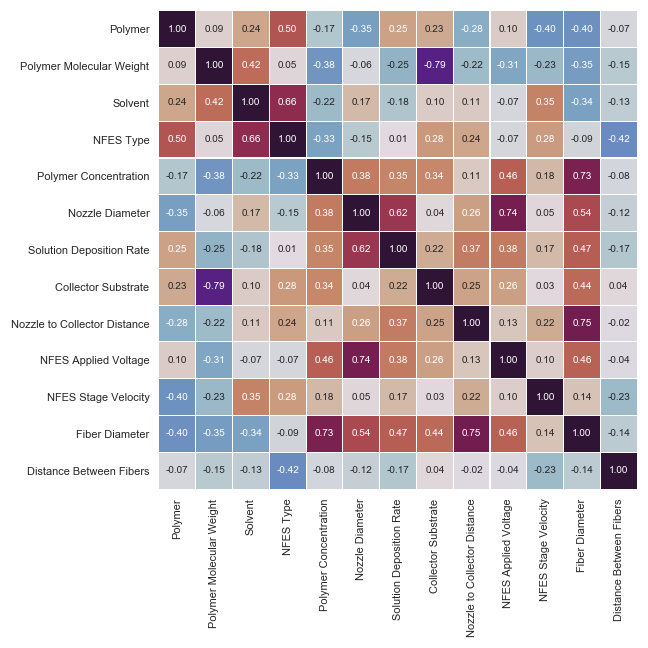 Polymer 1.00 0.09 0.24 0.50 -0.17 -0.35 0.25 0.23 -0.28 0.10 -0.40 -0.40 -0.07
Polymer Molecular Weight 0.09 1.00 0.42 0.05 -0.38 -0.06 -0.25 -0.79 -0.22 -0.31 -0.23 -0.35 -0.15
Solvent 0.24 0.42 1.00 0.66 -0.22 0.17 -0.18 0.10 0.11 -0.07 0.35 -0.34 -0.13
NFES Type 0.50 0.05 0.66 1.00 -0.33 -0.15 0.01 0.28 0.24 -0.07 0.28 -0.09 -0.42
Polymer Concentration -0.17 -0.38 -0.22 -0.33 1.00 0.38 0.35 0.34 0.11 0.46 0.18 0.73 -0.08
Nozzle Diameter -0.35 -0.06 0.17 -0.15 0.38 1.00 0.62 0.04 0.26 0.74 0.05 0.54 -0.12
Solution Deposition Rate 0.25 -0.25 -0.18 0.01 0.35 0.62 1.00 0.22 0.37 0.38 0.17 0.47 -0.17
Collector Substrate 0.23 -0.79 0.10 0.28 0.34 0.04 0.22 1.00 0.25 0.26 0.03 0.44 0.04
Nozzle to Collector Distance -0.28 -0.22 0.11 0.24 0.11 0.26 0.37 0.25 1.00 0.13 0.22 0.75 -0.02
NFES Applied Voltage 0.10 -0.31 -0.07 -0.07 0.46 0.74 0.38 0.26 0.13 1.00 0.10 0.46 -0.04
NFES Stage Velocity -0.40 -0.23 0.35 0.28 0.18 0.05 0.17 0.03 0.22 0.10 1.00 0.14 -0.23
Fiber Diameter -0.40 -0.35 -0.34 -0.09 0.73 0.54 0.47 0.44 0.75 0.46 0.14 1.00 -0.14
Distance Between Fibers -0.07 -0.15 -0.13 -0.42 -0.08 -0.12 -0.17 0.04 -0.02 -0.04 -0.23 -0.14 1.00
Polymer
Polymer Molecular Weight
Solvent
NFES Type
Polymer Concentration
Nozzle Diameter
Solution Deposition Rate
Collector Substrate
Nozzle to Collector Distance
NFES Applied Voltage
NFES Stage Velocity
Fiber Diameter
Distance Between Fibers